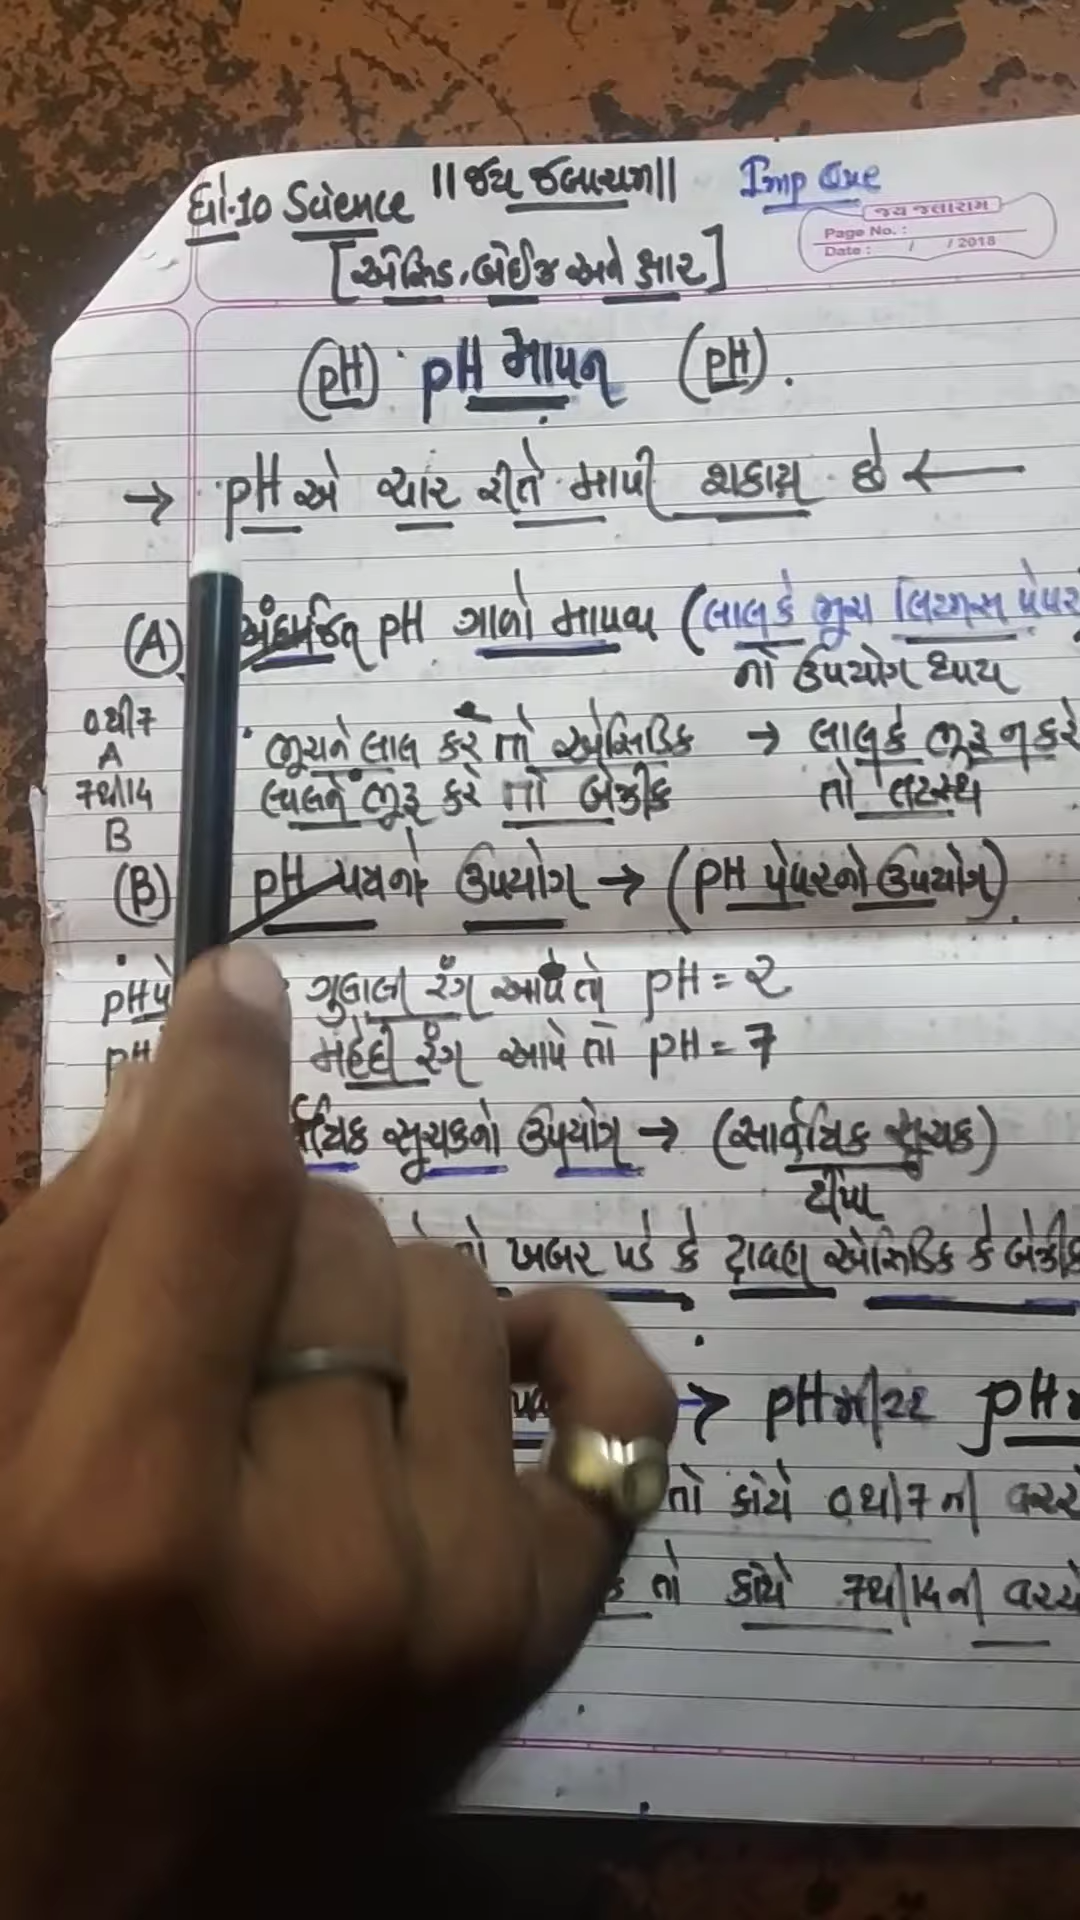 ધો.10 Science ||જય જલારામ|| Imp Que
જય જલારામ
Page No. :
Date : / / 2018
[એસિડ, બેઈઝ અને ક્ષાર]
(pH) pH માપન (pH).
→ pH એ ચાર રીતે માપી શકાય છે ←
(A) pH ગાળો માપવા (લાલ કે ભૂરા લિટમસ પેપર
નો ઉપયોગ થાય
0થી7
A
ભૂરાને લાલ કરે તો એસિડિક → લાલ કે ભૂરૂ ન કરે
7થી14
B
લાલને ભૂરૂ કરે તો બેઝીક તો તટસ્થ
(B) pH પત્રનો ઉપયોગ → (pH પેપરનો ઉપયોગ)
pH પે ગુલાબી રંગ આપે તો pH = 2
pH મહેંદી રંગ આપે તો pH = 7
સૂચકનો ઉપયોગ → (સાર્વત્રિક સૂચક)
ટીપા
તો ખબર પડે કે દ્રાવણ એસિડિક કે બેઝીક
→ pH મીટર pH
તો કાંટો 0થી7 ની વચ્ચે
તો કાંટો 7થી14 ની વચ્ચે